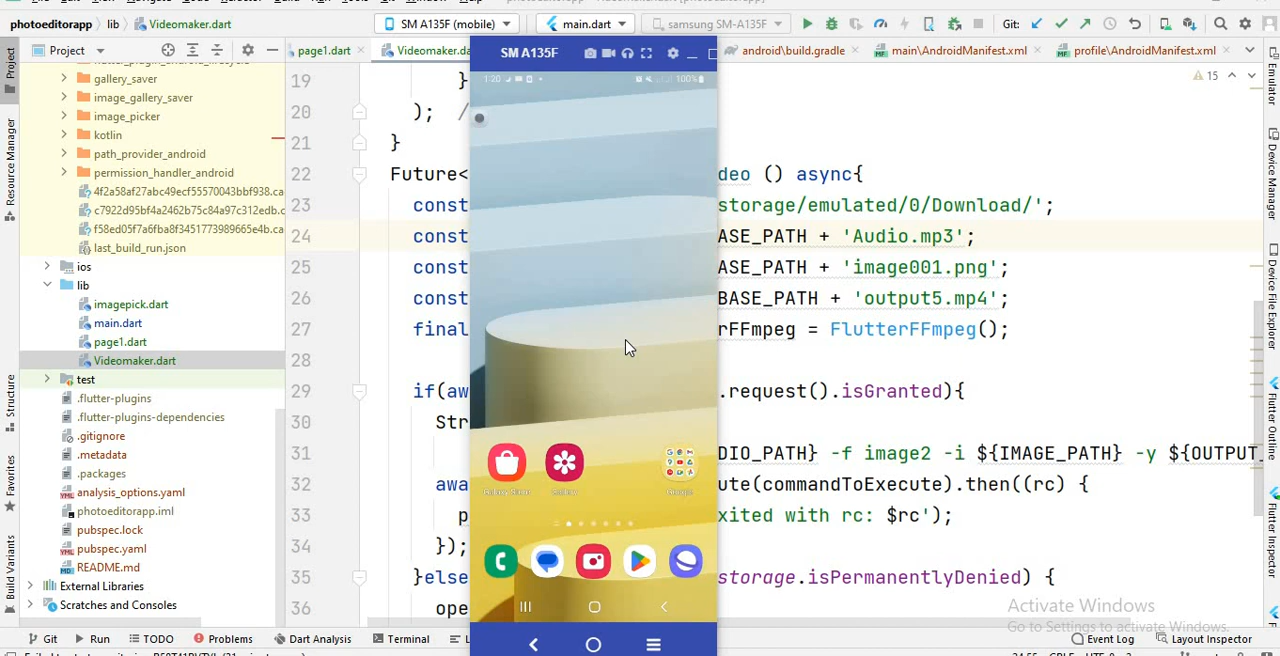 photoeditorapp lib Videomaker.dart SM A135F (mobile) main.dart samsung SM-A135F Git:
Project page1.dart Videomaker.da android\build.gradle main\AndroidManifest.xml profile\AndroidManifest.xml
SM A135F
1:20 100%
15
gallery_saver
image_gallery_saver
image_picker
kotlin
path_provider_android
permission_handler_android
4f2a58af27abc49ecf55570043bbf938.ca
c7922d95bf4a2462b75c84a97c312edb.c
f58ed05f7a6fba8f3451773989665e4b.ca
last_build_run.json
ios
lib
imagepick.dart
main.dart
page1.dart
Videomaker.dart
test
.flutter-plugins
.flutter-plugins-dependencies
.gitignore
.metadata
.packages
analysis_options.yaml
photoeditorapp.iml
pubspec.lock
pubspec.yaml
README.md
External Libraries
Scratches and Consoles
19 }
20 ); /
21 }
22 Future< deo () async{
23 const storage/emulated/0/Download/';
24 const ASE_PATH + 'Audio.mp3';
25 const ASE_PATH + 'image001.png';
26 const BASE_PATH + 'output5.mp4';
27 final rFFmpeg = FlutterFFmpeg();
28
29 if(aw .request().isGranted){
30 Str
31 DIO_PATH} -f image2 -i ${IMAGE_PATH} -y ${OUTPUT_
32 awa ute(commandToExecute).then((rc) {
33 p xited with rc: $rc');
34 });
35 }else storage.isPermanentlyDenied) {
36 ope
Gallery
Google
Activate Windows
Go to Settings to activate Windows.
Project
Resource Manager
Structure
Favorites
Build Variants
Emulator
Device Manager
Device File Explorer
Flutter Outline
Flutter Inspector
Git Run TODO Problems Dart Analysis Terminal L Event Log Layout Inspector